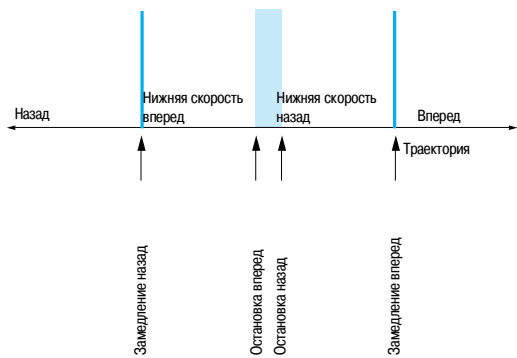 Нижняя скорость
вперед
Нижняя скорость
назад
Назад
Вперед
Траектория
Замедление назад
Остановка вперед
Остановка назад
Замедление вперед